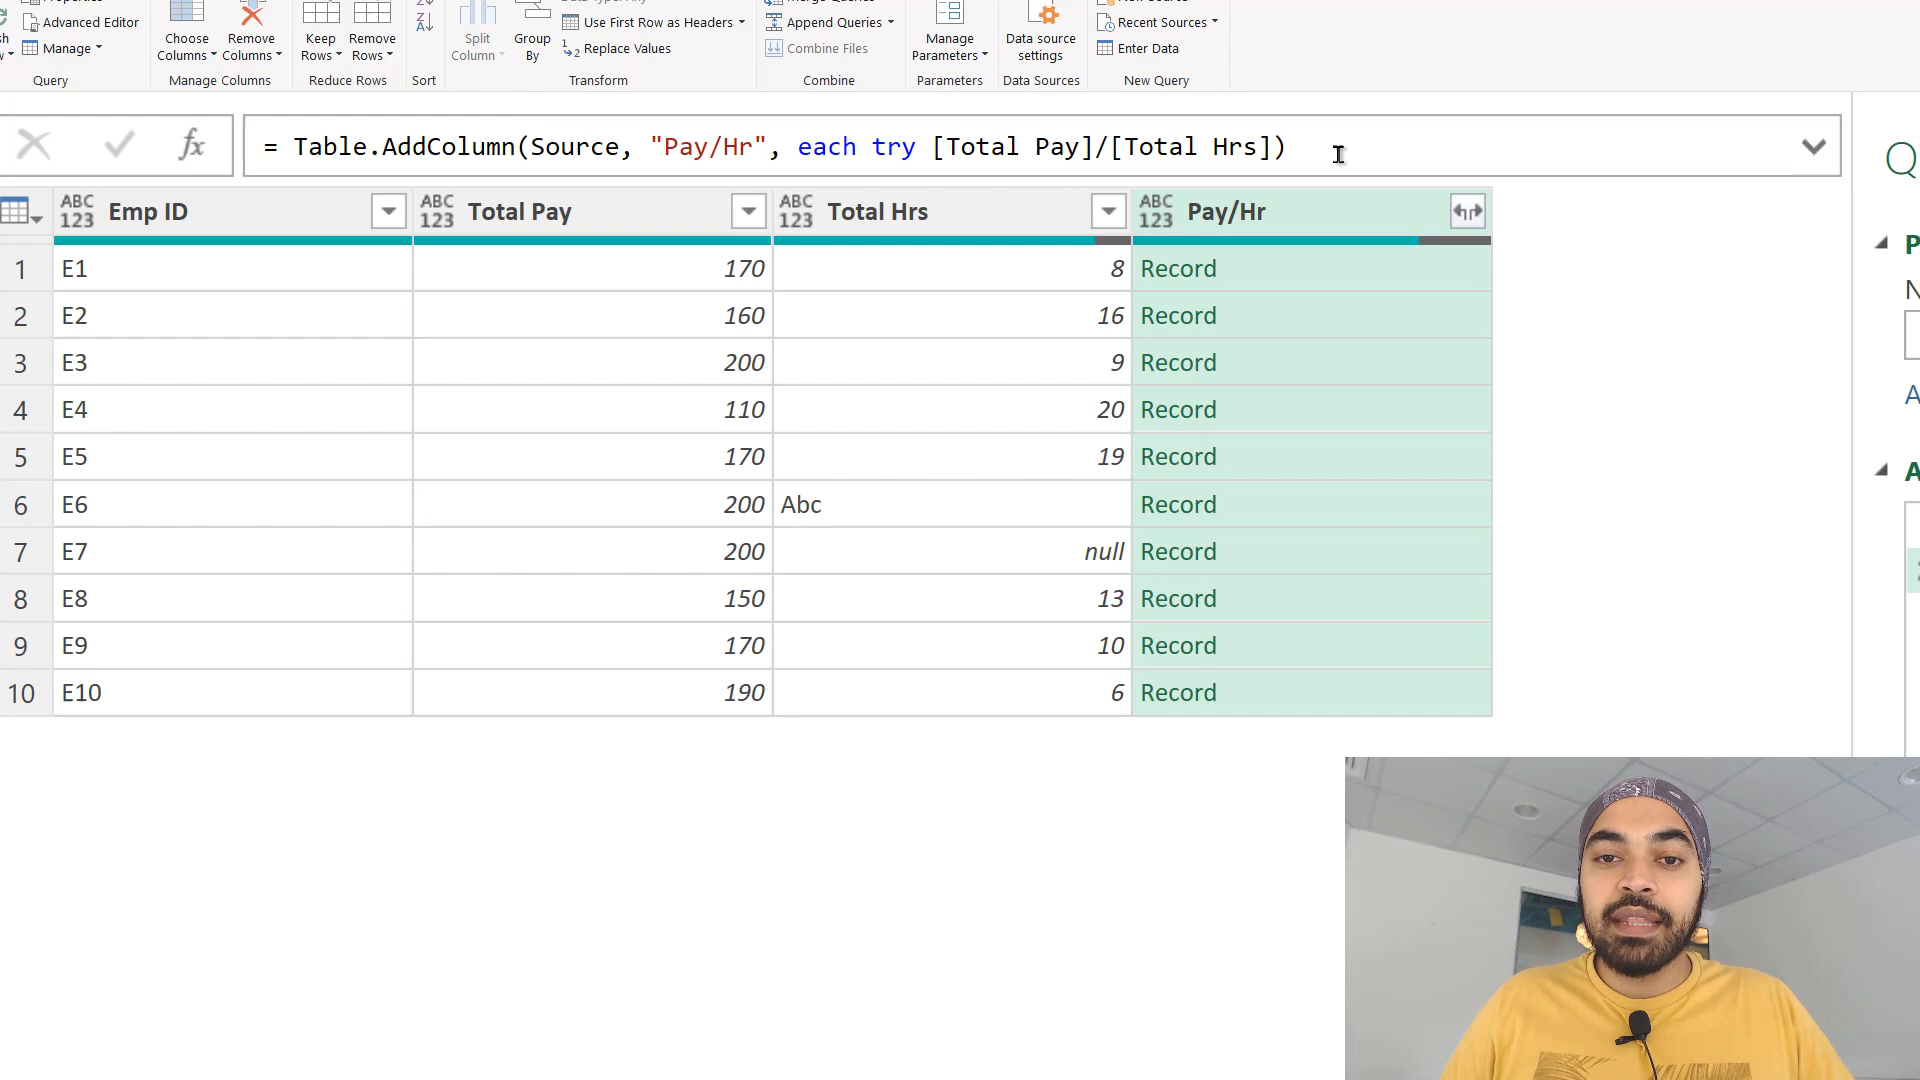 Advanced Editor
Manage
Query
Choose Columns
Remove Columns
Manage Columns
Keep Rows
Remove Rows
Reduce Rows
Sort
Split Column
Group By
Use First Row as Headers
Replace Values
Transform
Append Queries
Combine Files
Combine
Manage Parameters
Parameters
Data source settings
Data Sources
Recent Sources
Enter Data
New Query
fx = Table.AddColumn(Source, "Pay/Hr", each try [Total Pay]/[Total Hrs])
ABC 123 Emp ID ABC 123 Total Pay ABC 123 Total Hrs ABC 123 Pay/Hr
1 E1 170 8 Record
2 E2 160 16 Record
3 E3 200 9 Record
4 E4 110 20 Record
5 E5 170 19 Record
6 E6 200 Abc Record
7 E7 200 null Record
8 E8 150 13 Record
9 E9 170 10 Record
10 E10 190 6 Record